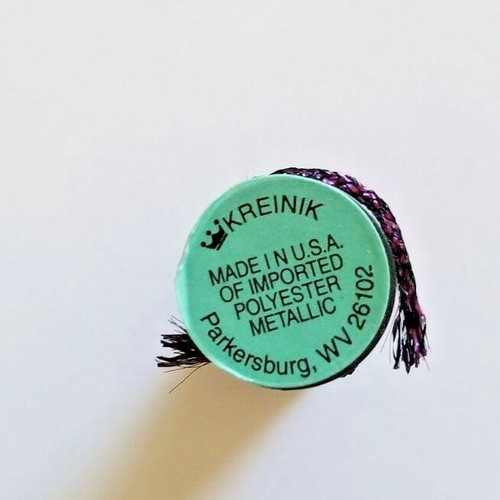 KREINIK
MADE IN U.S.A.
OF IMPORTED
POLYESTER
METALLIC
Parkersburg, WV 26102